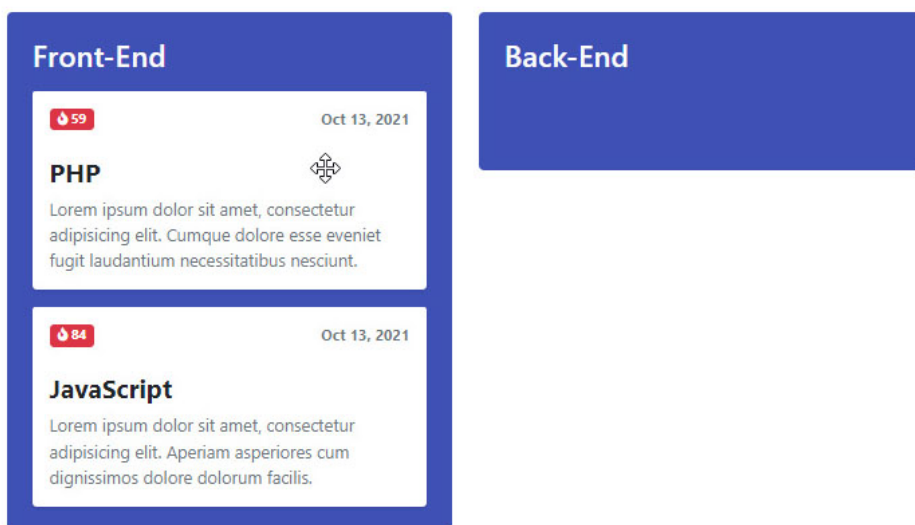 Front-End
59
Oct 13, 2021
PHP
Lorem ipsum dolor sit amet, consectetur
adipisicing elit. Cumque dolore esse eveniet
fugit laudantium necessitatibus nesciunt.
84
Oct 13, 2021
JavaScript
Lorem ipsum dolor sit amet, consectetur
adipisicing elit. Aperiam asperiores cum
dignissimos dolore dolorum facilis.
Back-End